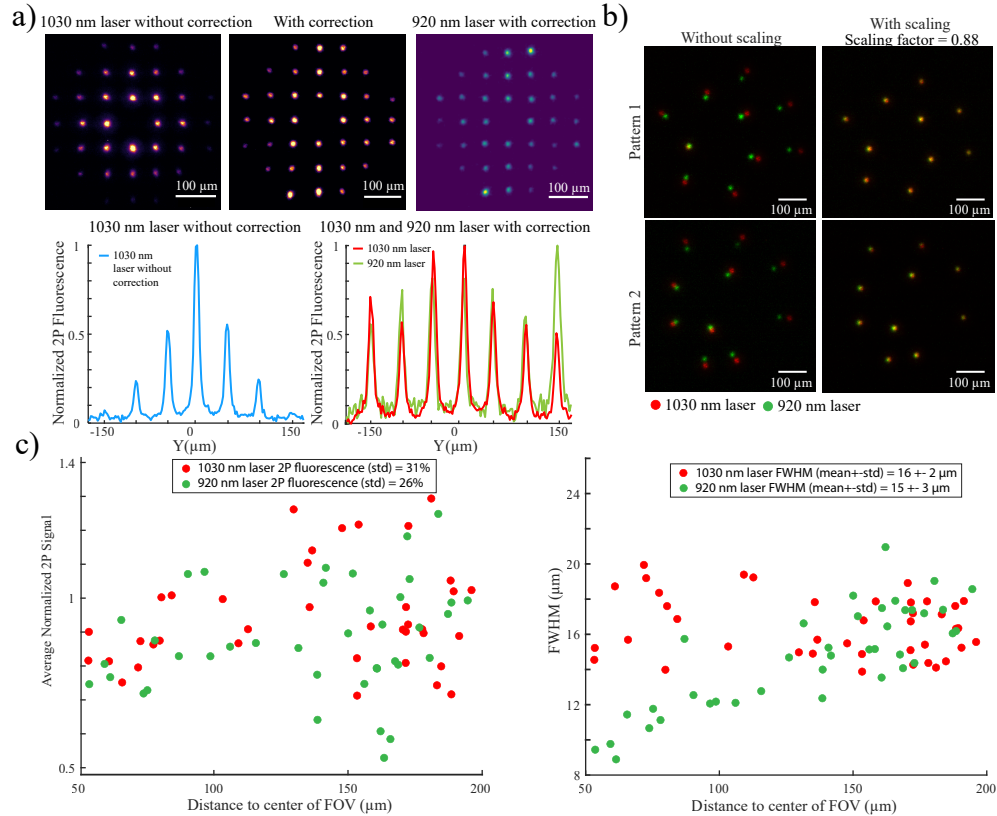 a)
1030 nm laser without correction
With correction
920 nm laser with correction
100 µm
100 µm
100 µm
1030 nm laser without correction
1030 nm and 920 nm laser with correction
Normalized 2P Fluorescence
1
0.5
0
1030 nm
laser without
correction
-150
0
150
Y(µm)
Normalized 2P Fluorescence
1
0.5
0
1030 nm laser
920 nm laser
-150
0
150
Y(µm)
b)
Without scaling
With scaling
Scaling factor = 0.88
Pattern 1
100 µm
100 µm
Pattern 2
100 µm
100 µm
1030 nm laser
920 nm laser
c)
Average Normalized 2P Signal
1.4
1
0.5
1030 nm laser 2P fluorescence (std) = 31%
920 nm laser 2P fluorescence (std) = 26%
50
100
150
200
Distance to center of FOV (µm)
FWHM (µm)
24
20
16
12
8
1030 nm laser FWHM (mean+-std) = 16 +- 2 µm
920 nm laser FWHM (mean+-std) = 15 +- 3 µm
50
100
150
200
Distance to center of FOV (µm)